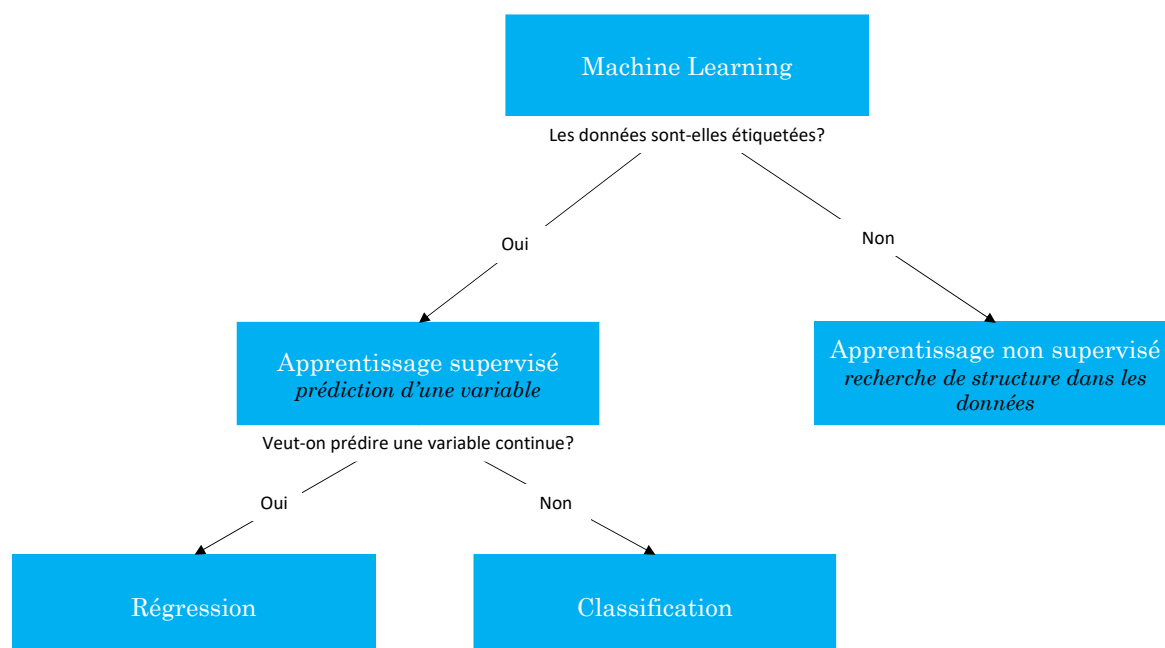 Machine Learning
Les données sont-elles étiquetées?
Oui
Non
Apprentissage supervisé
prédiction d’une variable
Apprentissage non supervisé
recherche de structure dans les
données
Veut-on prédire une variable continue?
Oui
Non
Régression
Classification